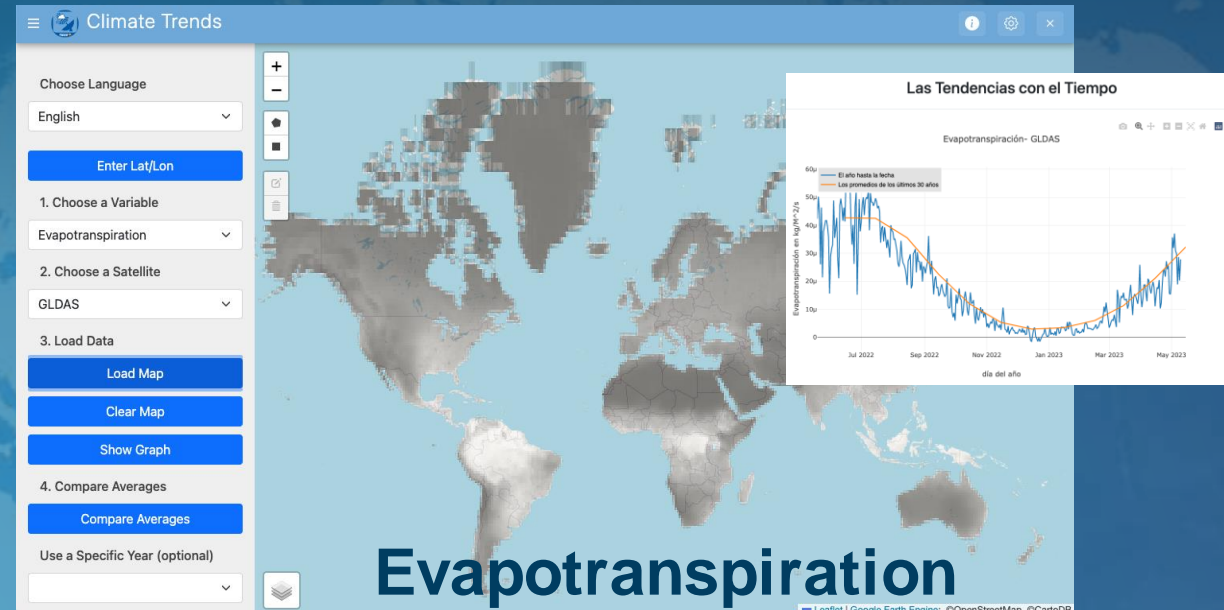 Climate Trends
Choose Language
English
Enter Lat/Lon
1. Choose a Variable
Evapotranspiration
2. Choose a Satellite
GLDAS
3. Load Data
Load Map
Clear Map
Show Graph
4. Compare Averages
Compare Averages
Use a Specific Year (optional)
+
−
Las Tendencias con el Tiempo
Evapotranspiración- GLDAS
El año hasta la fecha
Los promedios de los últimos 30 años
Evapotranspiración en kg/M^2/s
60μ
50μ
40μ
30μ
20μ
10μ
0
Jul 2022 Sep 2022 Nov 2022 Jan 2023 Mar 2023 May 2023
día del año
Evapotranspiration
Leaflet | Google Earth Engine; ©OpenStreetMap, ©CartoDB